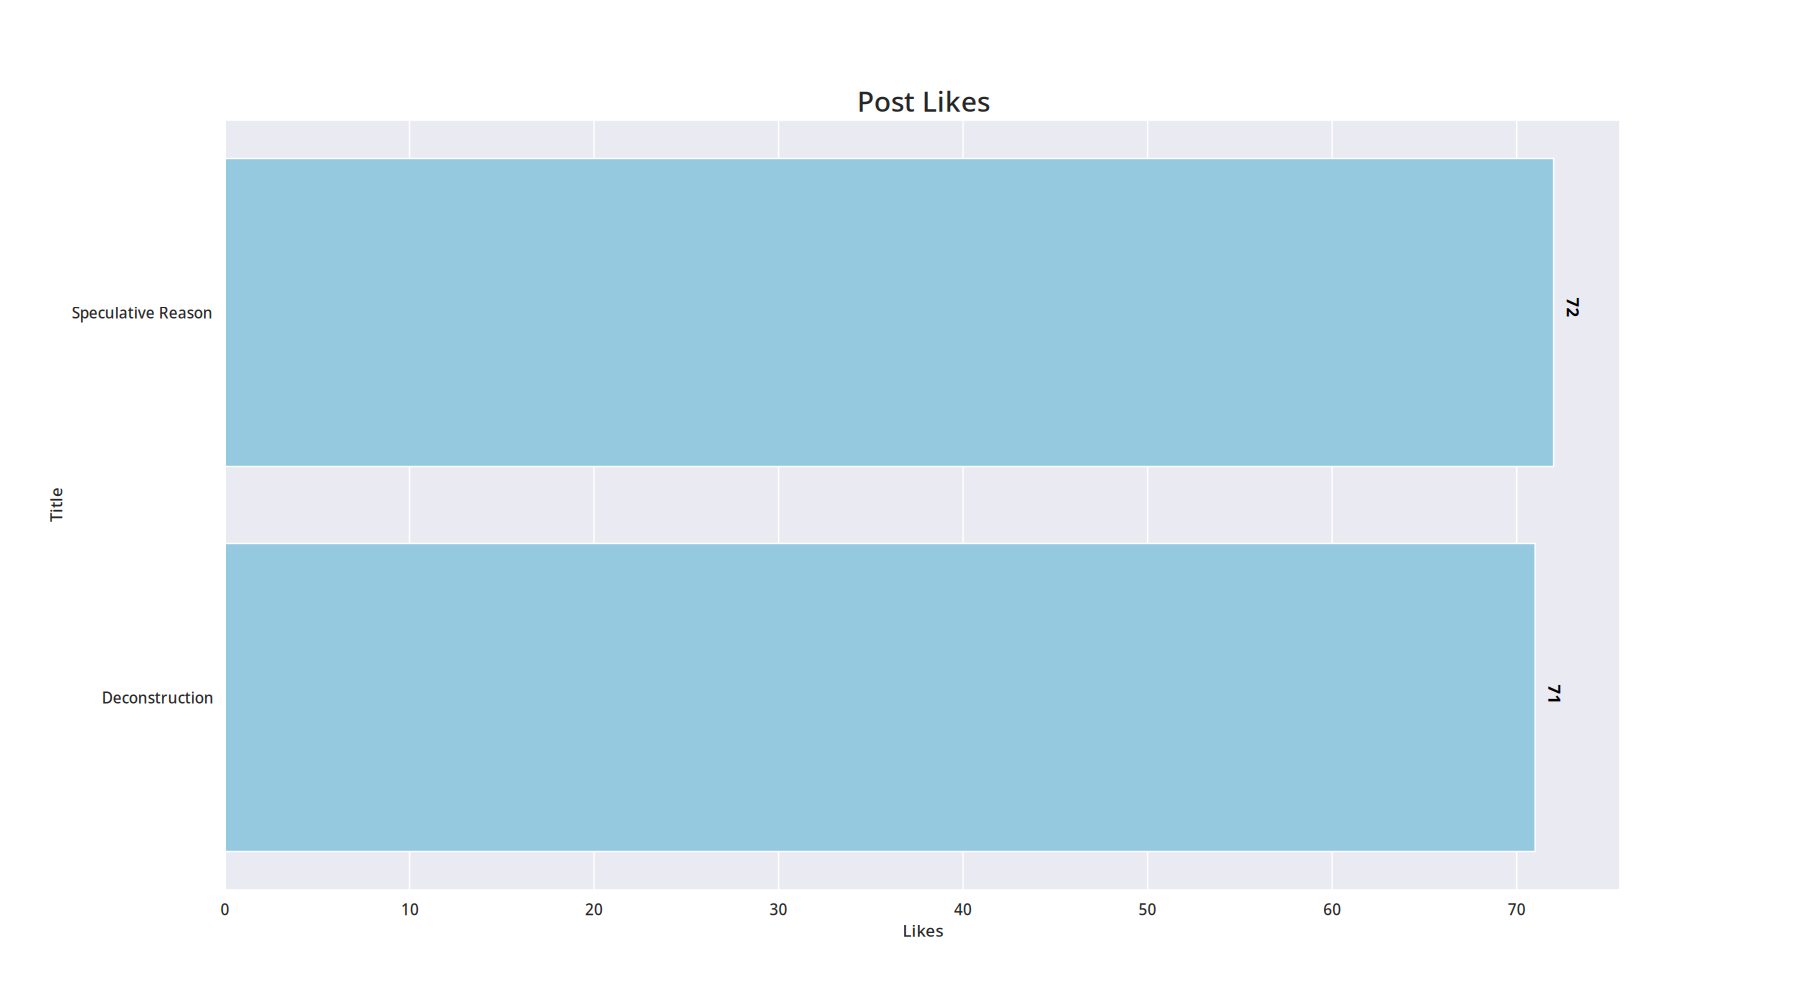 Post Likes
Title
Speculative Reason
72
Deconstruction
71
0 10 20 30 40 50 60 70
Likes